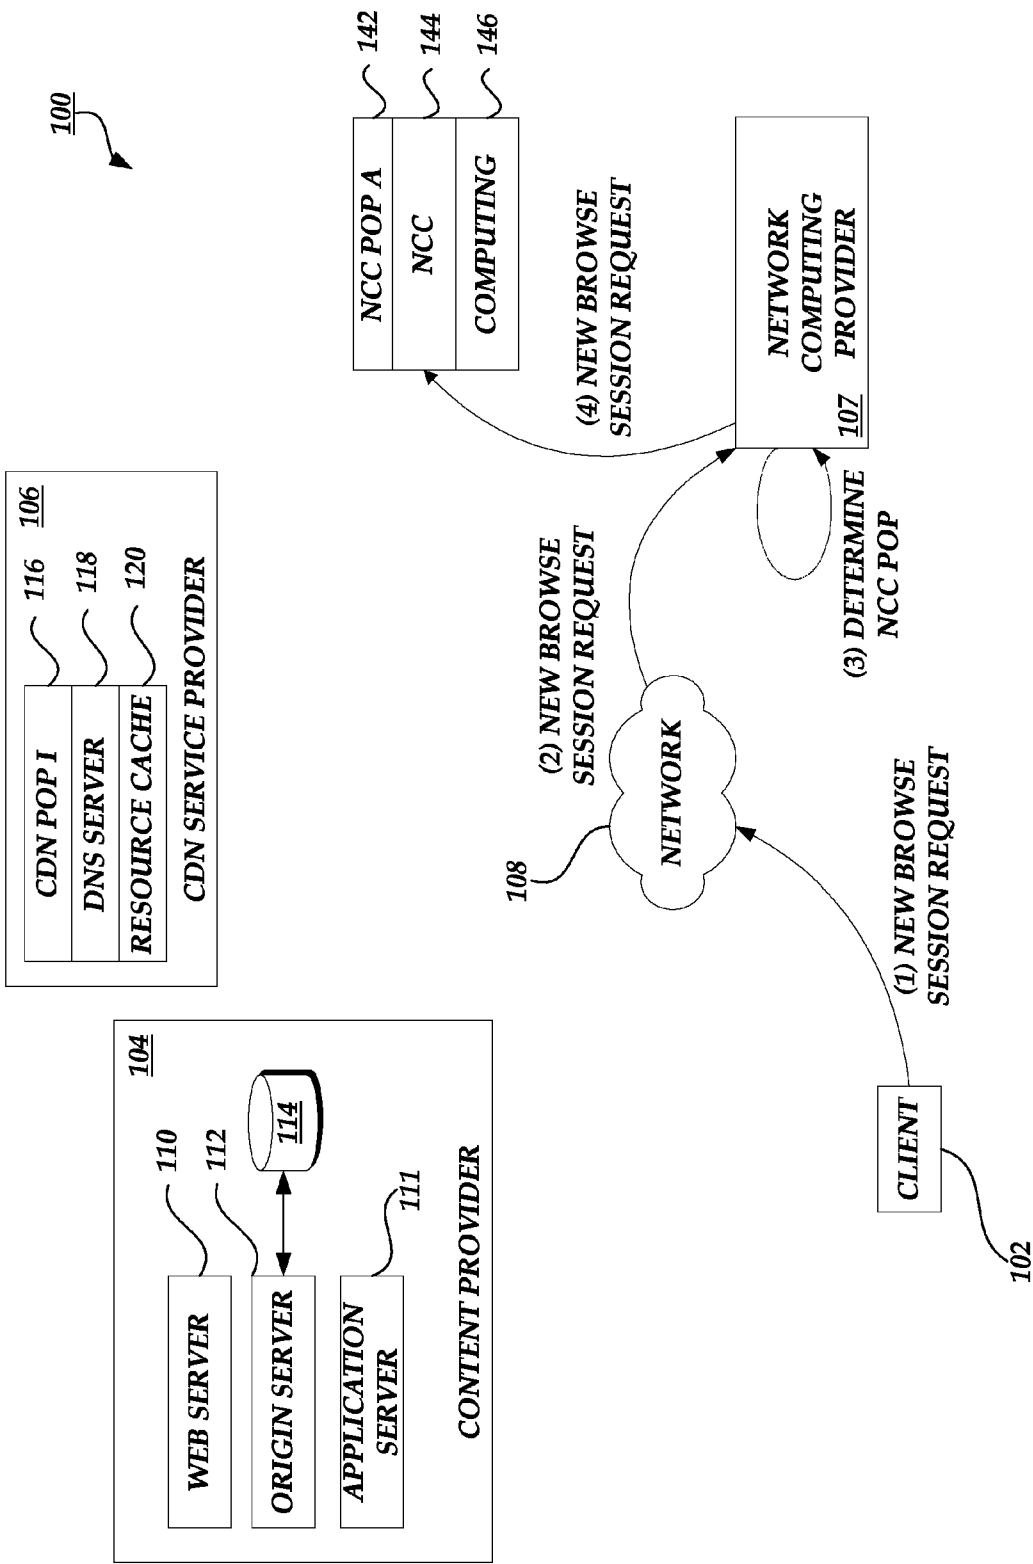 100
104
110
WEB SERVER
112
ORIGIN SERVER
114
111
APPLICATION
SERVER
CONTENT PROVIDER
106
116
CDN POP I
118
DNS SERVER
120
RESOURCE CACHE
CDN SERVICE PROVIDER
142
NCC POP A
144
NCC
146
COMPUTING
(4) NEW BROWSE
SESSION REQUEST
(2) NEW BROWSE
SESSION REQUEST
108
NETWORK
NETWORK
COMPUTING
PROVIDER
107
(3) DETERMINE
NCC POP
(1) NEW BROWSE
SESSION REQUEST
CLIENT
102